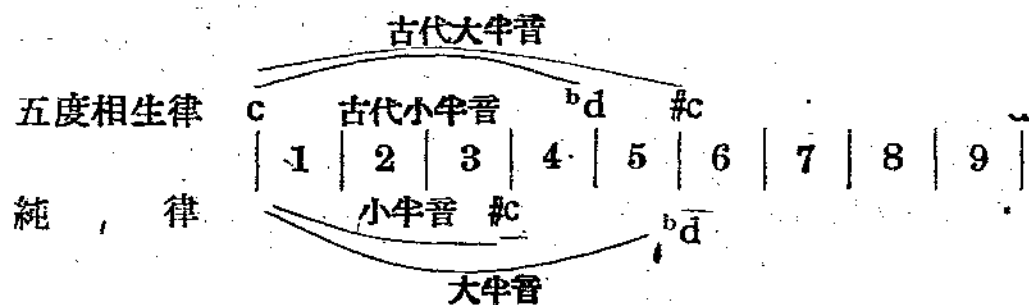 古代大半音
五度相生律 c 古代小半音 ᵇd #c
| 1 | 2 | 3 | 4 | 5 | 6 | 7 | 8 | 9 |
純 律 小半音 #c ᵇd
大半音